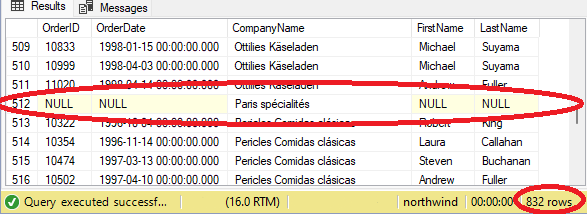 Results Messages
OrderID OrderDate CompanyName FirstName LastName
509 10833 1998-01-15 00:00:00.000 Ottilies Käseladen Michael Suyama
510 10999 1998-04-03 00:00:00.000 Ottilies Käseladen Michael Suyama
511 11020 1998-04-14 00:00:00.000 Ottilies Käseladen Andrew Fuller
512 NULL NULL Paris spécialités NULL NULL
513 10322 1996-10-04 00:00:00.000 Pericles Comidas clásicas Robert King
514 10354 1996-11-14 00:00:00.000 Pericles Comidas clásicas Laura Callahan
515 10474 1997-03-13 00:00:00.000 Pericles Comidas clásicas Steven Buchanan
516 10502 1997-04-10 00:00:00.000 Pericles Comidas clásicas Andrew Fuller
Query executed successf... (16.0 RTM) northwind 00:00:00 832 rows